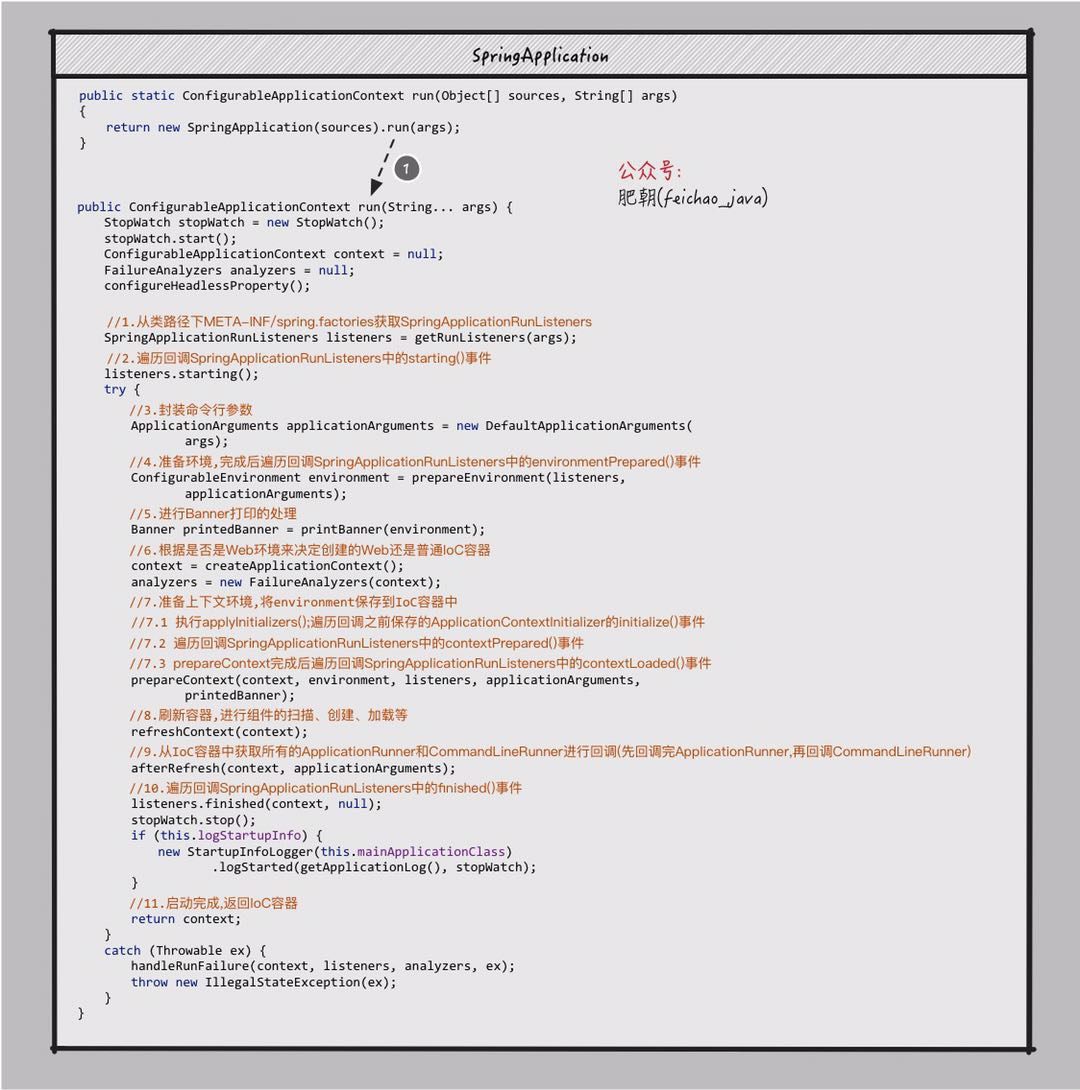 SpringApplication
public static ConfigurableApplicationContext run(Object[] sources, String[] args)
{
return new SpringApplication(sources).run(args);
}
1
公众号:
肥朝(feichao_java)
public ConfigurableApplicationContext run(String... args) {
StopWatch stopWatch = new StopWatch();
stopWatch.start();
ConfigurableApplicationContext context = null;
FailureAnalyzers analyzers = null;
configureHeadlessProperty();
//1.从类路径下META-INF/spring.factories获取SpringApplicationRunListeners
SpringApplicationRunListeners listeners = getRunListeners(args);
//2.遍历回调SpringApplicationRunListeners中的starting()事件
listeners.starting();
try {
//3.封装命令行参数
ApplicationArguments applicationArguments = new DefaultApplicationArguments(
args);
//4.准备环境,完成后遍历回调SpringApplicationRunListeners中的environmentPrepared()事件
ConfigurableEnvironment environment = prepareEnvironment(listeners,
applicationArguments);
//5.进行Banner打印的处理
Banner printedBanner = printBanner(environment);
//6.根据是否是Web环境来决定创建的Web还是普通IoC容器
context = createApplicationContext();
analyzers = new FailureAnalyzers(context);
//7.准备上下文环境,将environment保存到IoC容器中
//7.1 执行applyInitializers();遍历回调之前保存的ApplicationContextInitializer的initialize()事件
//7.2 遍历回调SpringApplicationRunListeners中的contextPrepared()事件
//7.3 prepareContext完成后遍历回调SpringApplicationRunListeners中的contextLoaded()事件
prepareContext(context, environment, listeners, applicationArguments,
printedBanner);
//8.刷新容器,进行组件的扫描、创建、加载等
refreshContext(context);
//9.从IoC容器中获取所有的ApplicationRunner和CommandLineRunner进行回调(先回调完ApplicationRunner,再回调CommandLineRunner)
afterRefresh(context, applicationArguments);
//10.遍历回调SpringApplicationRunListeners中的finished()事件
listeners.finished(context, null);
stopWatch.stop();
if (this.logStartupInfo) {
new StartupInfoLogger(this.mainApplicationClass)
.logStarted(getApplicationLog(), stopWatch);
}
//11.启动完成,返回IoC容器
return context;
}
catch (Throwable ex) {
handleRunFailure(context, listeners, analyzers, ex);
throw new IllegalStateException(ex);
}
}